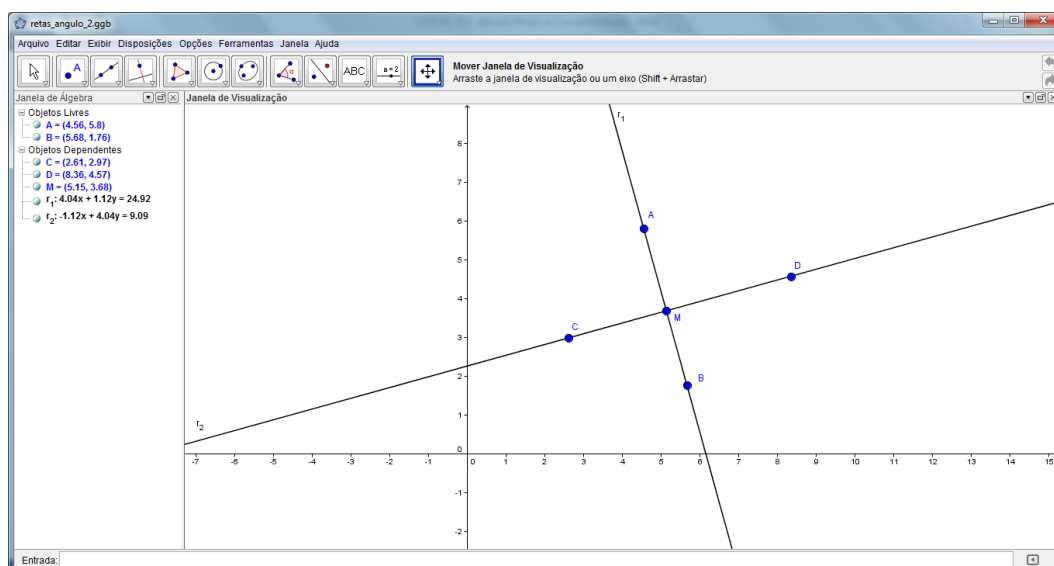 retas_angulo_2.ggb
Arquivo Editar Exibir Disposições Opções Ferramentas Janela Ajuda
A
α
ABC
a=2
Mover Janela de Visualização
Arraste a janela de visualização ou um eixo (Shift + Arrastar)
Janela de Álgebra
Janela de Visualização
Objetos Livres
A = (4.56, 5.8)
B = (5.68, 1.76)
Objetos Dependentes
C = (2.61, 2.97)
D = (8.36, 4.57)
M = (5.15, 3.68)
r₁: 4.04x + 1.12y = 24.92
r₂: -1.12x + 4.04y = 9.09
r₁
8
7
6
A
5
D
4
M
C
3
2
B
1
r₂
0
-7 -6 -5 -4 -3 -2 -1 0 1 2 3 4 5 6 7 8 9 10 11 12 13 14 15
-1
-2
Entrada: